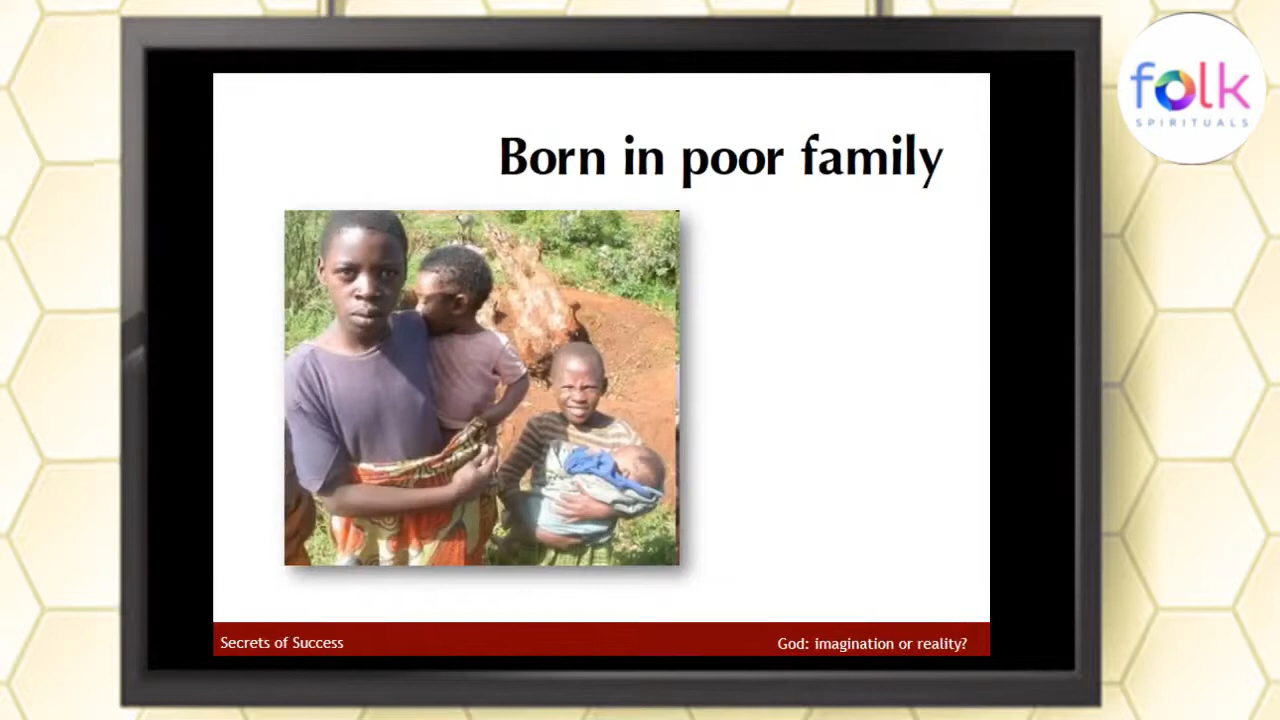 folk
SPIRITUALS
Born in poor family
Secrets of Success
God: imagination or reality?